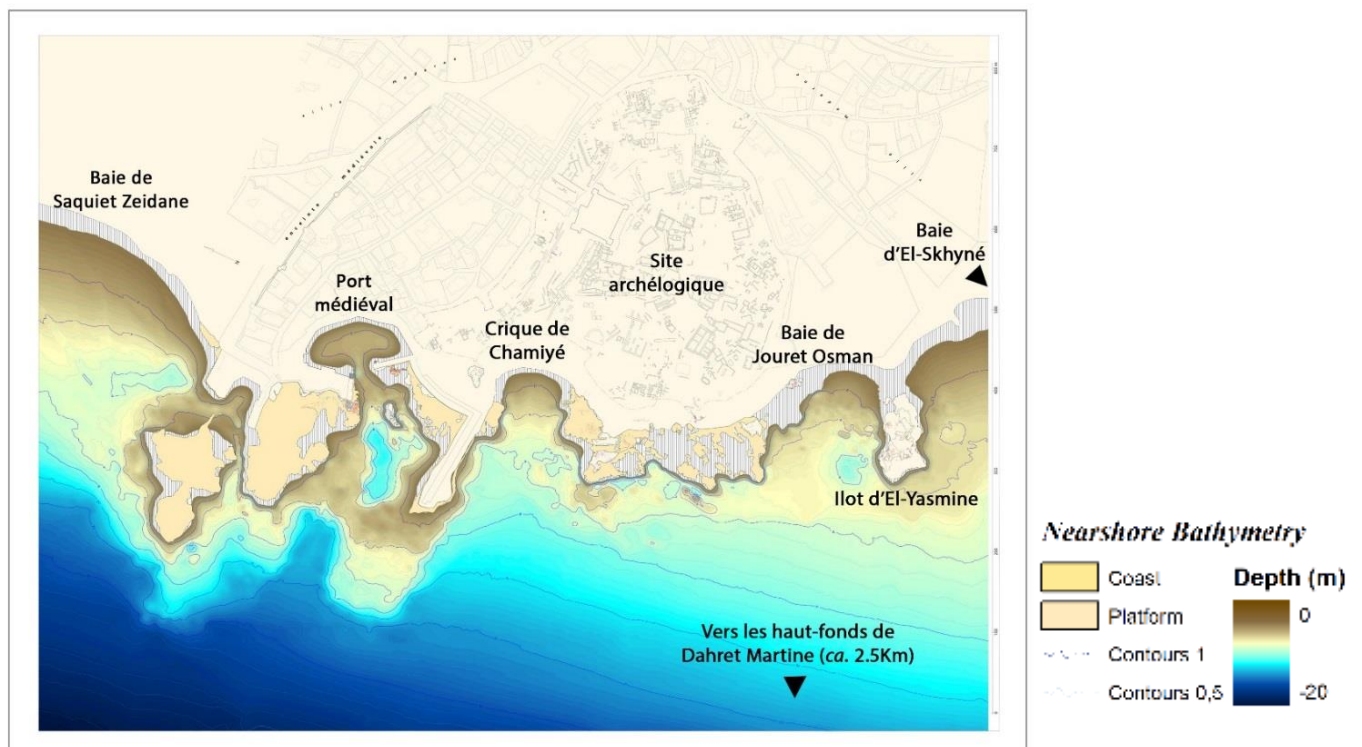 Baie de
Saquiet Zeidane
enceinte médiévale
Port
médiéval
Crique de
Chamiyé
Site
archélogique
Baie
d'El-Skhyné
Baie de
Jouret Osman
Ilot d'El-Yasmine
Vers les haut-fonds de
Dahret Martine (ca. 2.5Km)
Nearshore Bathymetry
Coast
Platform
Contours 1
Contours 0,5
Depth (m)
0
-20